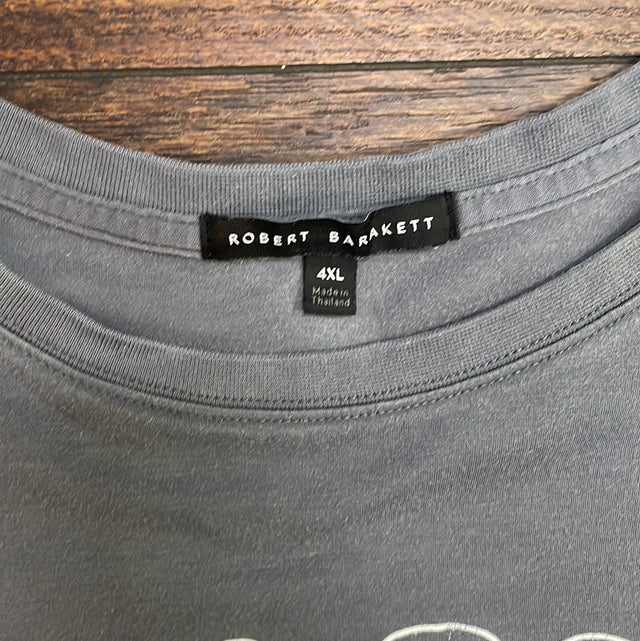 ROBERT BARAKETT
4XL
Made in
Thailand